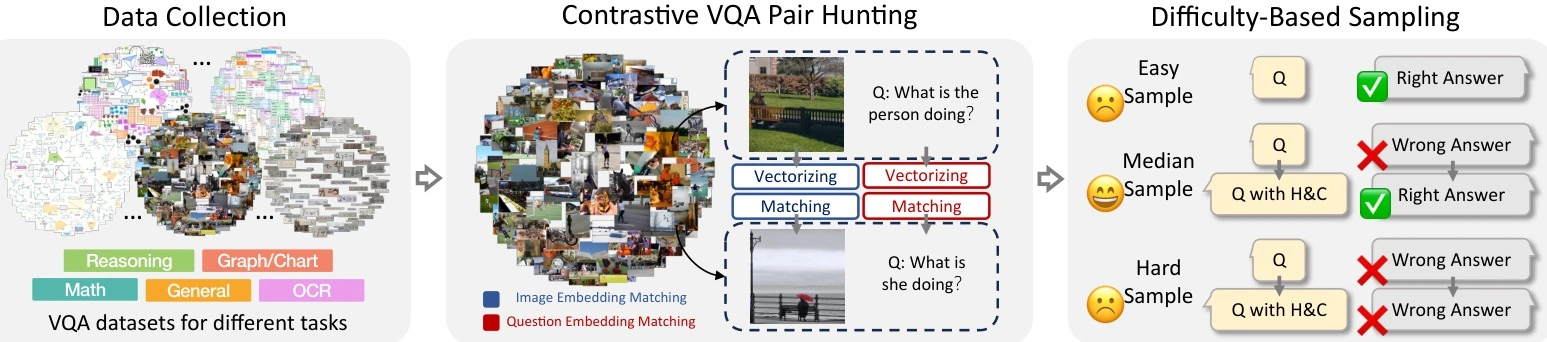 Data Collection
...
...
...
Reasoning
Graph/Chart
Math
General
OCR
VQA datasets for different tasks
Contrastive VQA Pair Hunting
Q: What is the
person doing?
Vectorizing
Vectorizing
Matching
Matching
Q: What is
she doing?
Image Embedding Matching
Question Embedding Matching
Difficulty-Based Sampling
Easy
Sample
Q
Right Answer
Median
Sample
Q
Wrong Answer
Q with H&C
Right Answer
Hard
Sample
Q
Wrong Answer
Q with H&C
Wrong Answer